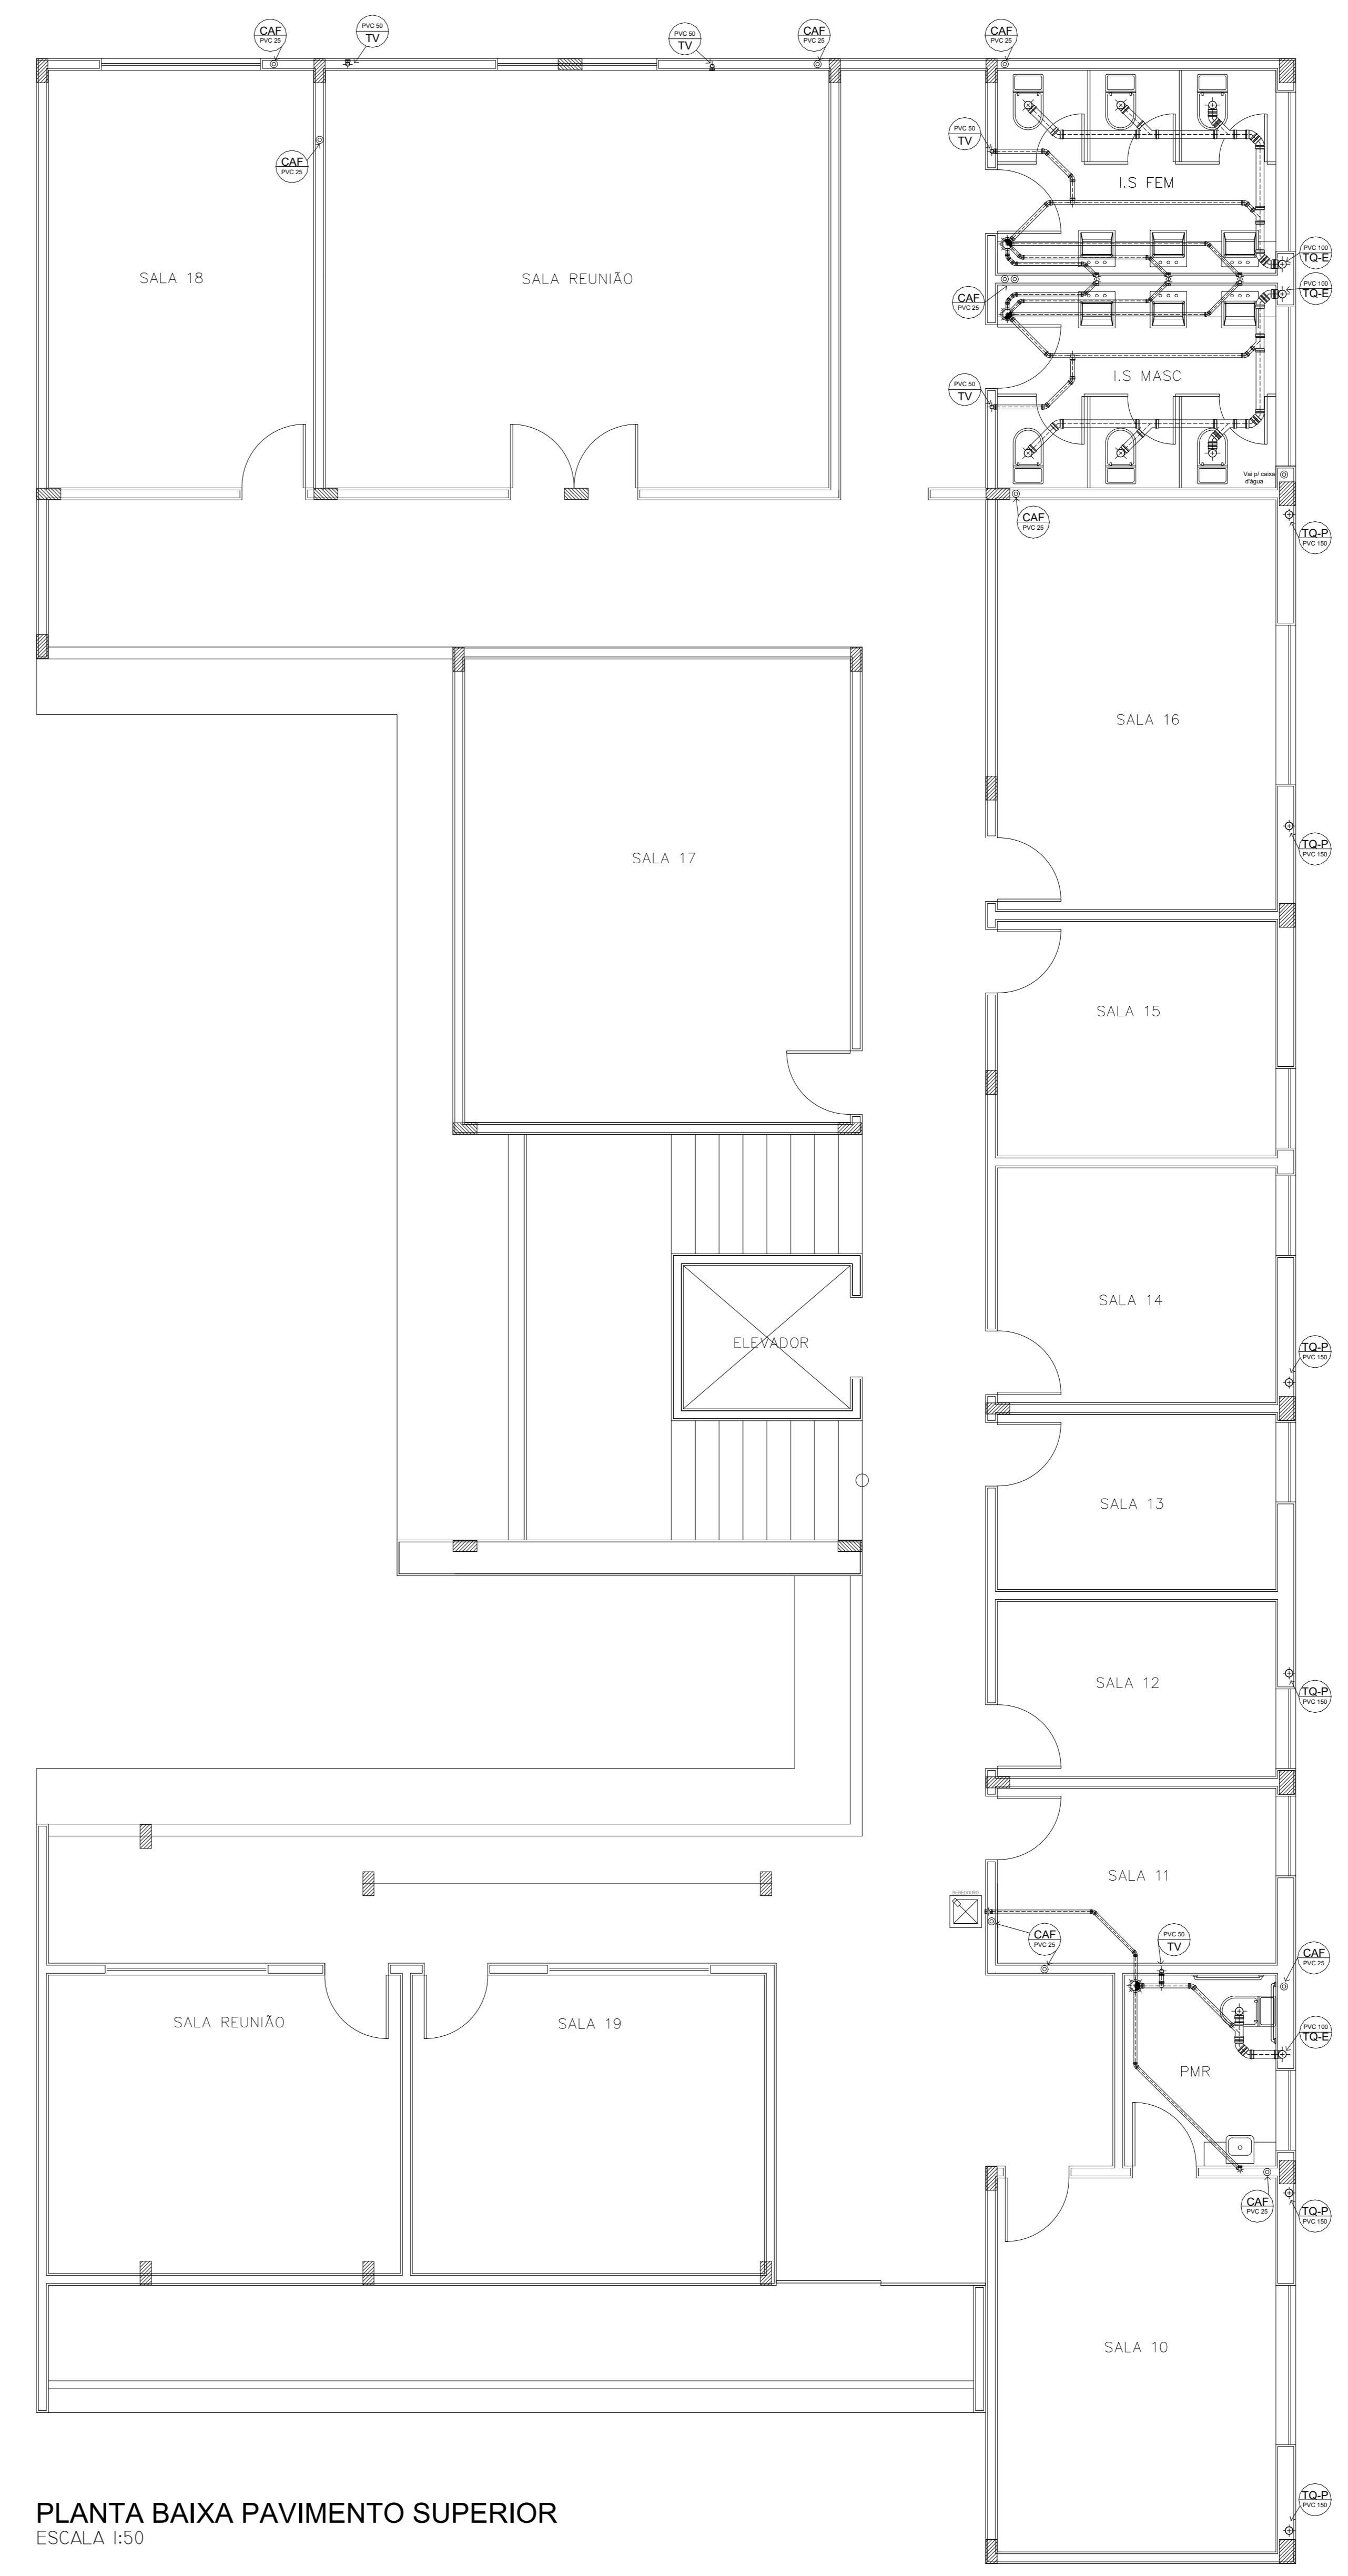 CAF
PVC 25
PVC 50
TV
PVC 50
TV
CAF
PVC 25
CAF
PVC 25
PVC 50
TV
CAF
PVC 25
I.S FEM
PVC 100
TQ-E
SALA 18
SALA REUNIÃO
CAF
PVC 25
PVC 100
TQ-E
I.S MASC
PVC 50
TV
Vai p/ caixa
d'água
CAF
PVC 25
TQ-P
PVC 150
SALA 16
TQ-P
PVC 150
SALA 17
SALA 15
SALA 14
ELEVADOR
TQ-P
PVC 150
SALA 13
SALA 12
TQ-P
PVC 150
SALA 11
BEBEDOURO
CAF
PVC 25
PVC 50
TV
CAF
PVC 25
SALA REUNIÃO
SALA 19
PVC 100
TQ-E
PMR
CAF
PVC 25
TQ-P
PVC 150
SALA 10
TQ-P
PVC 150
PLANTA BAIXA PAVIMENTO SUPERIOR
ESCALA 1:50